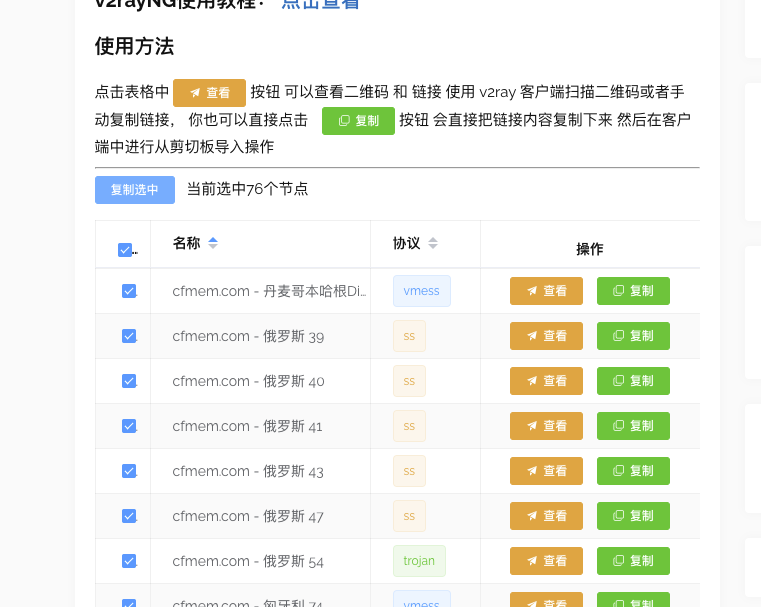 v2rayNG使用教程： 点击查看
使用方法
点击表格中 查看 按钮 可以查看二维码 和 链接 使用 v2ray 客户端扫描二维码或者手
动复制链接， 你也可以直接点击 复制 按钮 会直接把链接内容复制下来 然后在客户
端中进行从剪切板导入操作
复制选中 当前选中76个节点
名称 协议 操作
cfmem.com - 丹麦哥本哈根Di... vmess 查看 复制
cfmem.com - 俄罗斯 39 ss 查看 复制
cfmem.com - 俄罗斯 40 ss 查看 复制
cfmem.com - 俄罗斯 41 ss 查看 复制
cfmem.com - 俄罗斯 43 ss 查看 复制
cfmem.com - 俄罗斯 47 ss 查看 复制
cfmem.com - 俄罗斯 54 trojan 查看 复制
cfmem.com - 匈牙利 74 vmess 查看 复制